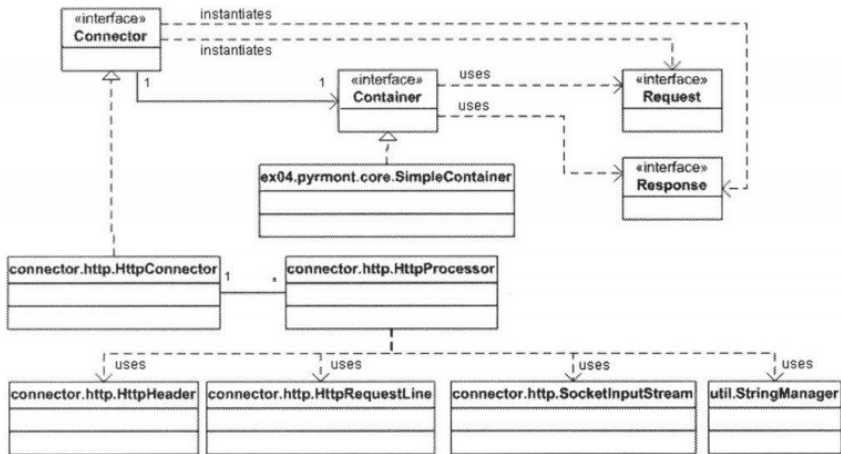 «interface»
Connector
instantiates
instantiates
1
1
«interface»
Container
uses
uses
«interface»
Request
«interface»
Response
ex04.pyrmont.core.SimpleContainer
connector.http.HttpConnector
1
*
connector.http.HttpProcessor
uses
uses
uses
uses
connector.http.HttpHeader
connector.http.HttpRequestLine
connector.http.SocketInputStream
util.StringManager